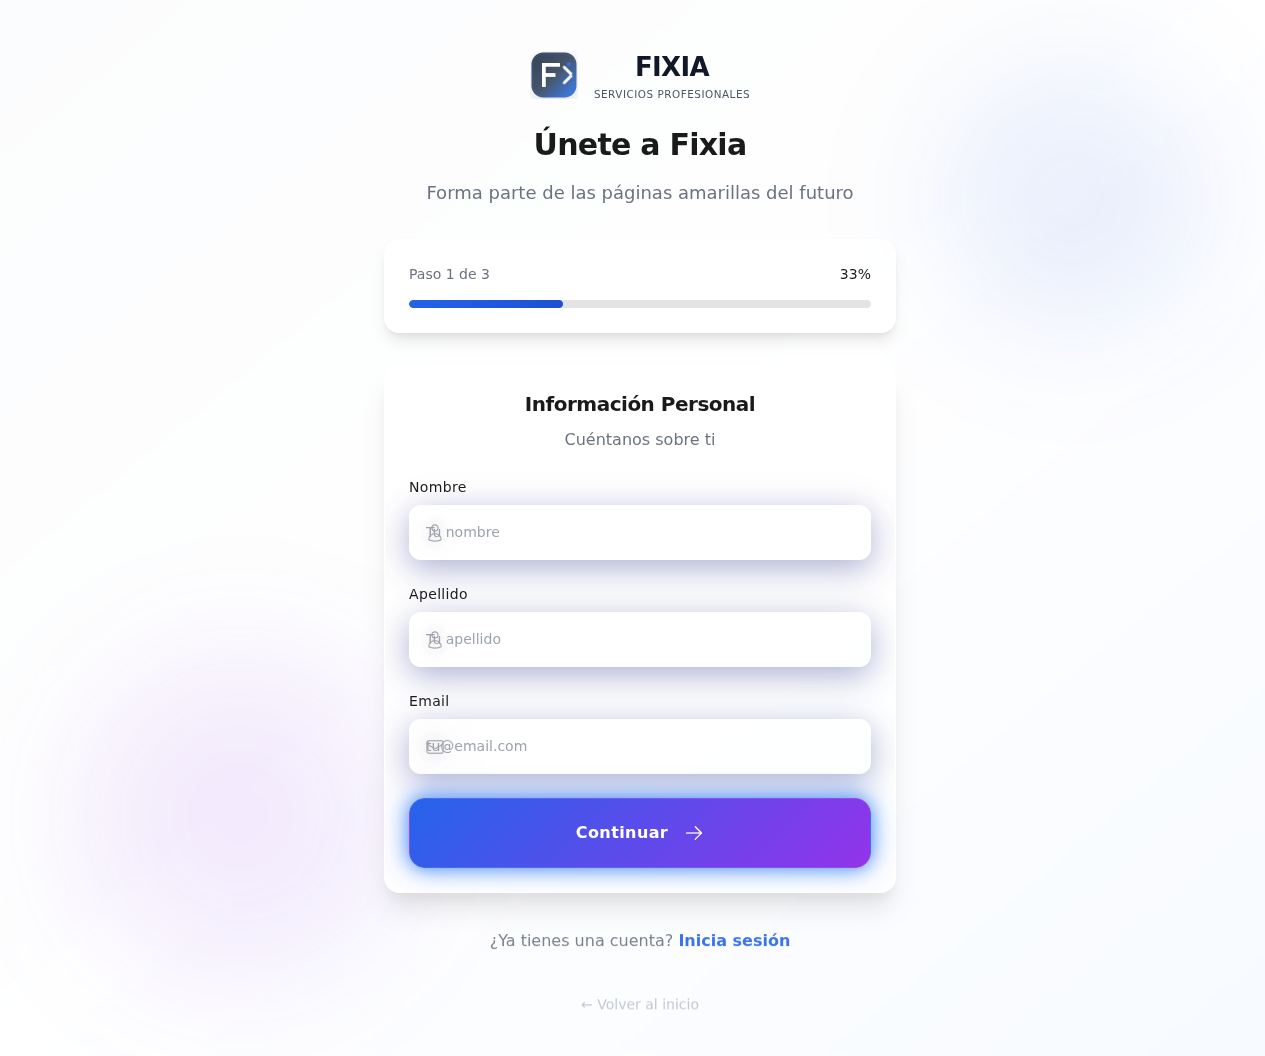 FIXIA
SERVICIOS PROFESIONALES
Únete a Fixia
Forma parte de las páginas amarillas del futuro
Paso 1 de 3
33%
Información Personal
Cuéntanos sobre ti
Nombre
Tu nombre
Apellido
Tu apellido
Email
tu@email.com
Continuar →
¿Ya tienes una cuenta? Inicia sesión
← Volver al inicio